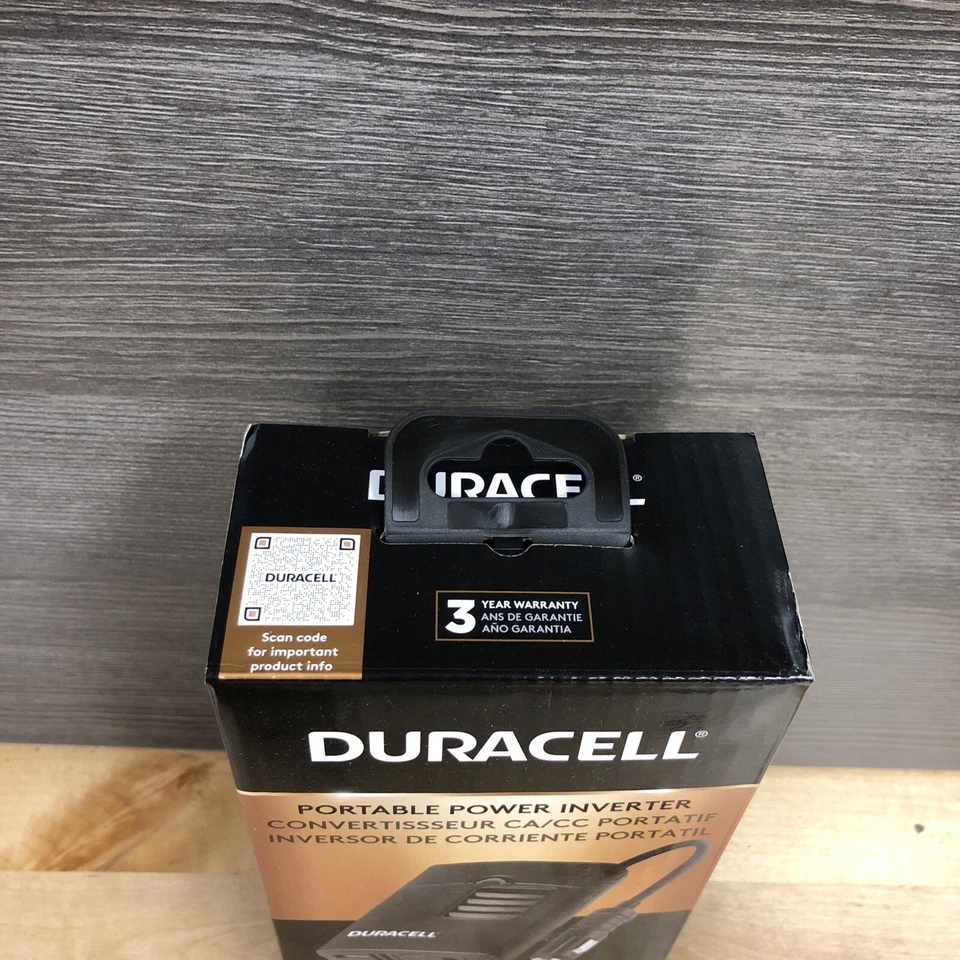 DURACELL®
DURACELL
Scan code
for important
product info
3 YEAR WARRANTY
ANS DE GARANTIE
AÑO GARANTIA
DURACELL®
PORTABLE POWER INVERTER
CONVERTISSSEUR CA/CC PORTATIF
INVERSOR DE CORRIENTE PORTATIL
DURACELL